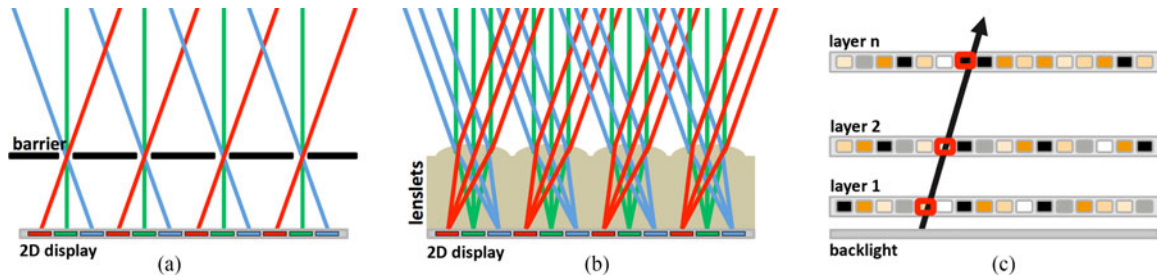 barrier
2D display
(a)
lenslets
2D display
(b)
layer n
layer 2
layer 1
backlight
(c)